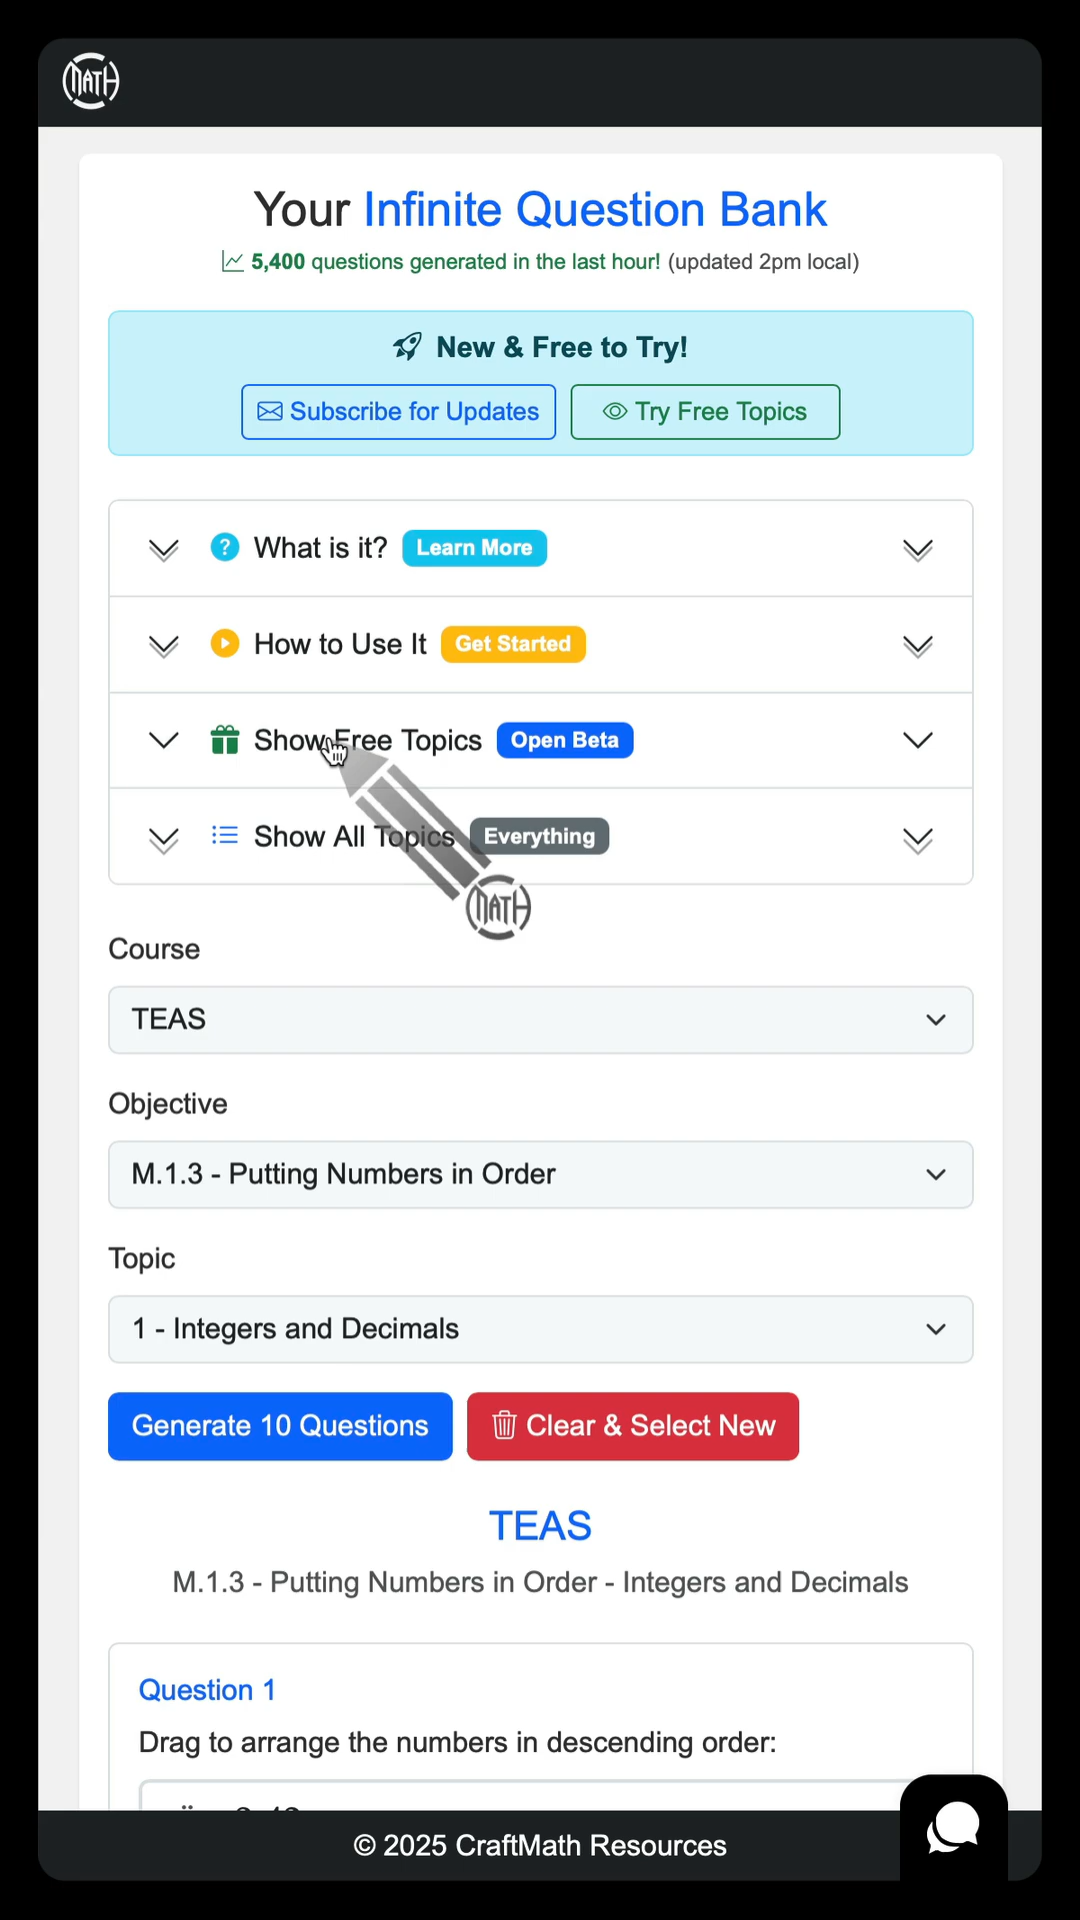 MATH
Your Infinite Question Bank
5,400 questions generated in the last hour! (updated 2pm local)
New & Free to Try!
Subscribe for Updates
Try Free Topics
? What is it? Learn More
How to Use It Get Started
Show Free Topics Open Beta
Show All Topics Everything
MATH
Course
TEAS
Objective
M.1.3 - Putting Numbers in Order
Topic
1 - Integers and Decimals
Generate 10 Questions
Clear & Select New
TEAS
M.1.3 - Putting Numbers in Order - Integers and Decimals
Question 1
Drag to arrange the numbers in descending order:
© 2025 CraftMath Resources